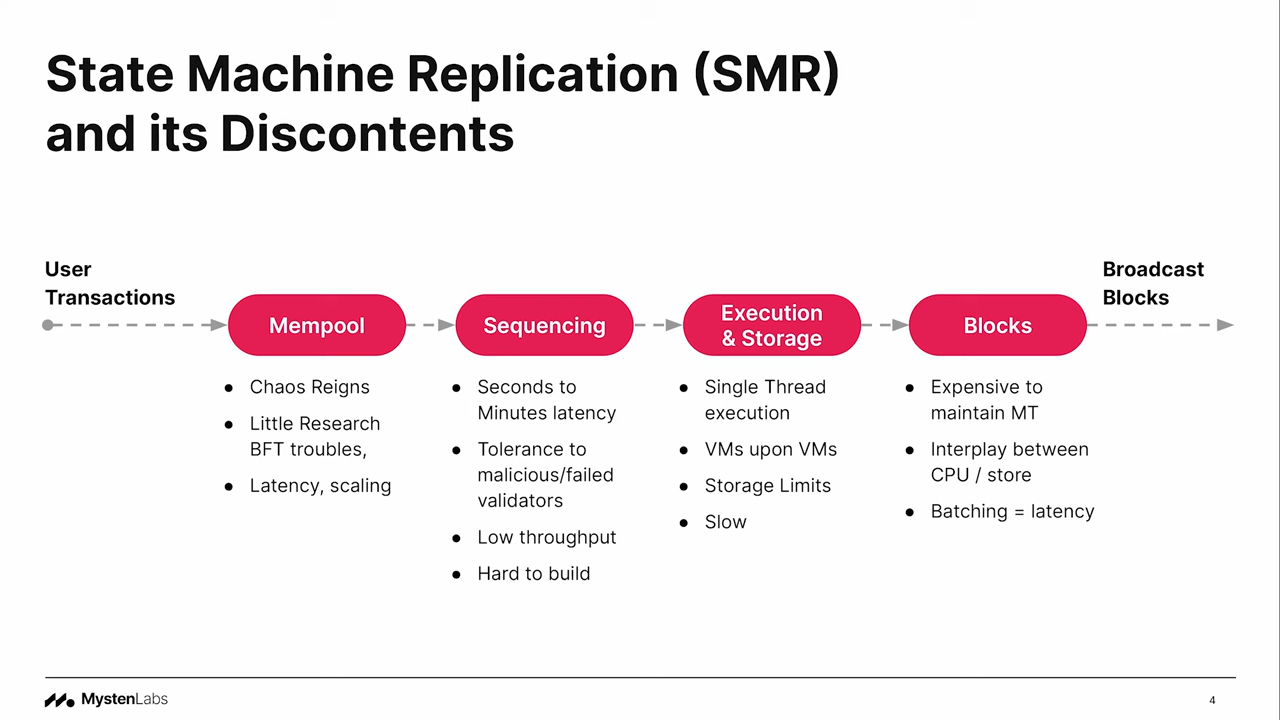 State Machine Replication (SMR)
and its Discontents
User
Transactions
Mempool
● Chaos Reigns
● Little Research
BFT troubles,
● Latency, scaling
Sequencing
● Seconds to
Minutes latency
● Tolerance to
malicious/failed
validators
● Low throughput
● Hard to build
Execution
& Storage
● Single Thread
execution
● VMs upon VMs
● Storage Limits
● Slow
Blocks
● Expensive to
maintain MT
● Interplay between
CPU / store
● Batching = latency
Broadcast
Blocks
MystenLabs
4